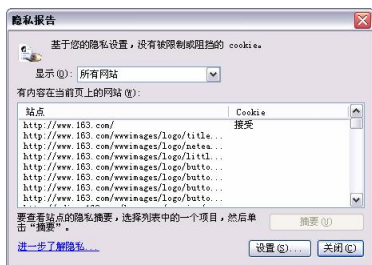 隐私报告
基于您的隐私设置，没有被限制或阻挡的 cookie。
显示(O): 所有网站
有内容在当前页上的网站(W):
站点 Cookie
http://www.163.com/ 接受
http://www.163.com/wwwimages/logo/title...
http://www.163.com/wwwimages/logo/netea...
http://www.163.com/wwwimages/logo/littl...
http://www.163.com/wwwimages/logo/butto...
http://www.163.com/wwwimages/logo/butto...
http://www.163.com/wwwimages/logo/butto...
http://www.163.com/wwwimages/logo/butto...
要查看站点的隐私摘要，选择列表中的一个项目，然后单
击“摘要”。
摘要(U)
进一步了解隐私...
设置(S)...
关闭(C)